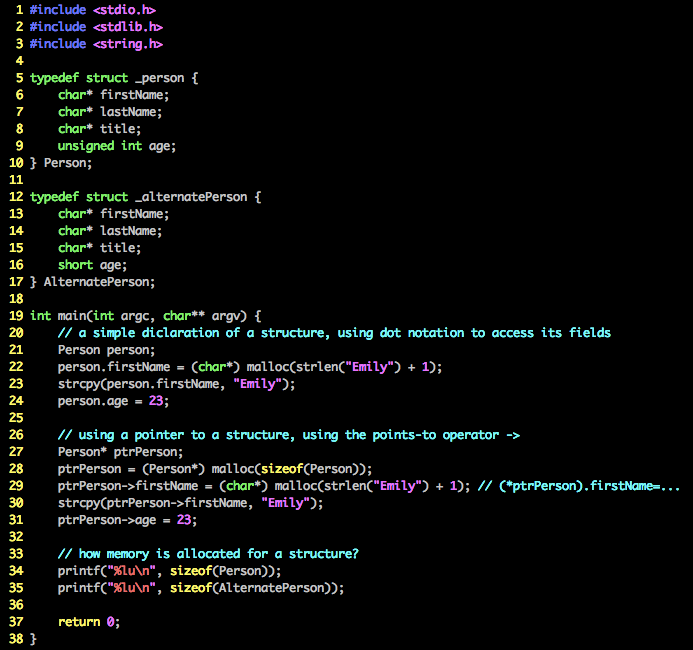 1 #include <stdio.h>
2 #include <stdlib.h>
3 #include <string.h>
4
5 typedef struct _person {
6     char* firstName;
7     char* lastName;
8     char* title;
9     unsigned int age;
10 } Person;
11
12 typedef struct _alternatePerson {
13     char* firstName;
14     char* lastName;
15     char* title;
16     short age;
17 } AlternatePerson;
18
19 int main(int argc, char** argv) {
20     // a simple diclaration of a structure, using dot notation to access its fields
21     Person person;
22     person.firstName = (char*) malloc(strlen("Emily") + 1);
23     strcpy(person.firstName, "Emily");
24     person.age = 23;
25
26     // using a pointer to a structure, using the points-to operator ->
27     Person* ptrPerson;
28     ptrPerson = (Person*) malloc(sizeof(Person));
29     ptrPerson->firstName = (char*) malloc(strlen("Emily") + 1); // (*ptrPerson).firstName=...
30     strcpy(ptrPerson->firstName, "Emily");
31     ptrPerson->age = 23;
32
33     // how memory is allocated for a structure?
34     printf("%lu\n", sizeof(Person));
35     printf("%lu\n", sizeof(AlternatePerson));
36
37     return 0;
38 }